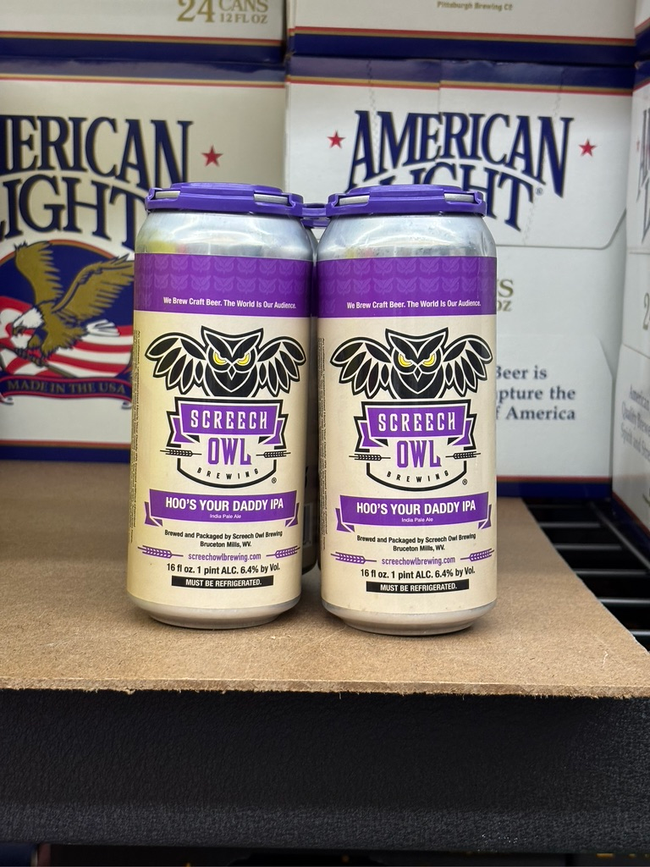 24 CANS
12 FL OZ
Pittsburgh Brewing Co
ERICAN
IGHT
MADE IN THE USA
AMERICAN
LIGHT
S
OZ
Beer is
pture the
f America
2
We Brew Craft Beer. The World Is Our Audience.
SCREECH
OWL
BREWING
HOO'S YOUR DADDY IPA
India Pale Ale
Brewed and Packaged by Screech Owl Brewing
Bruceton Mills, WV.
screechowlbrewing.com
16 fl oz. 1 pint ALC. 6.4% by Vol.
MUST BE REFRIGERATED.
We Brew Craft Beer. The World Is Our Audience.
SCREECH
OWL
BREWING
HOO'S YOUR DADDY IPA
India Pale Ale
Brewed and Packaged by Screech Owl Brewing
Bruceton Mills, WV.
screechowlbrewing.com
16 fl oz. 1 pint ALC. 6.4% by Vol.
MUST BE REFRIGERATED.